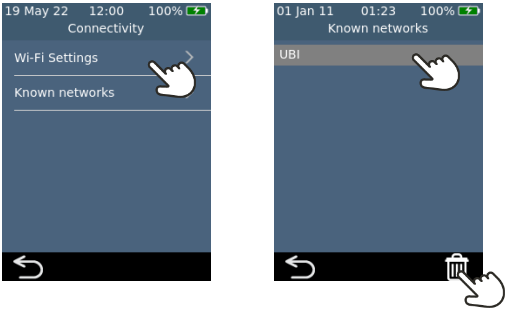 19 May 22 12:00 100%
Connectivity
Wi-Fi Settings
Known networks
01 Jan 11 01:23 100%
Known networks
UBI